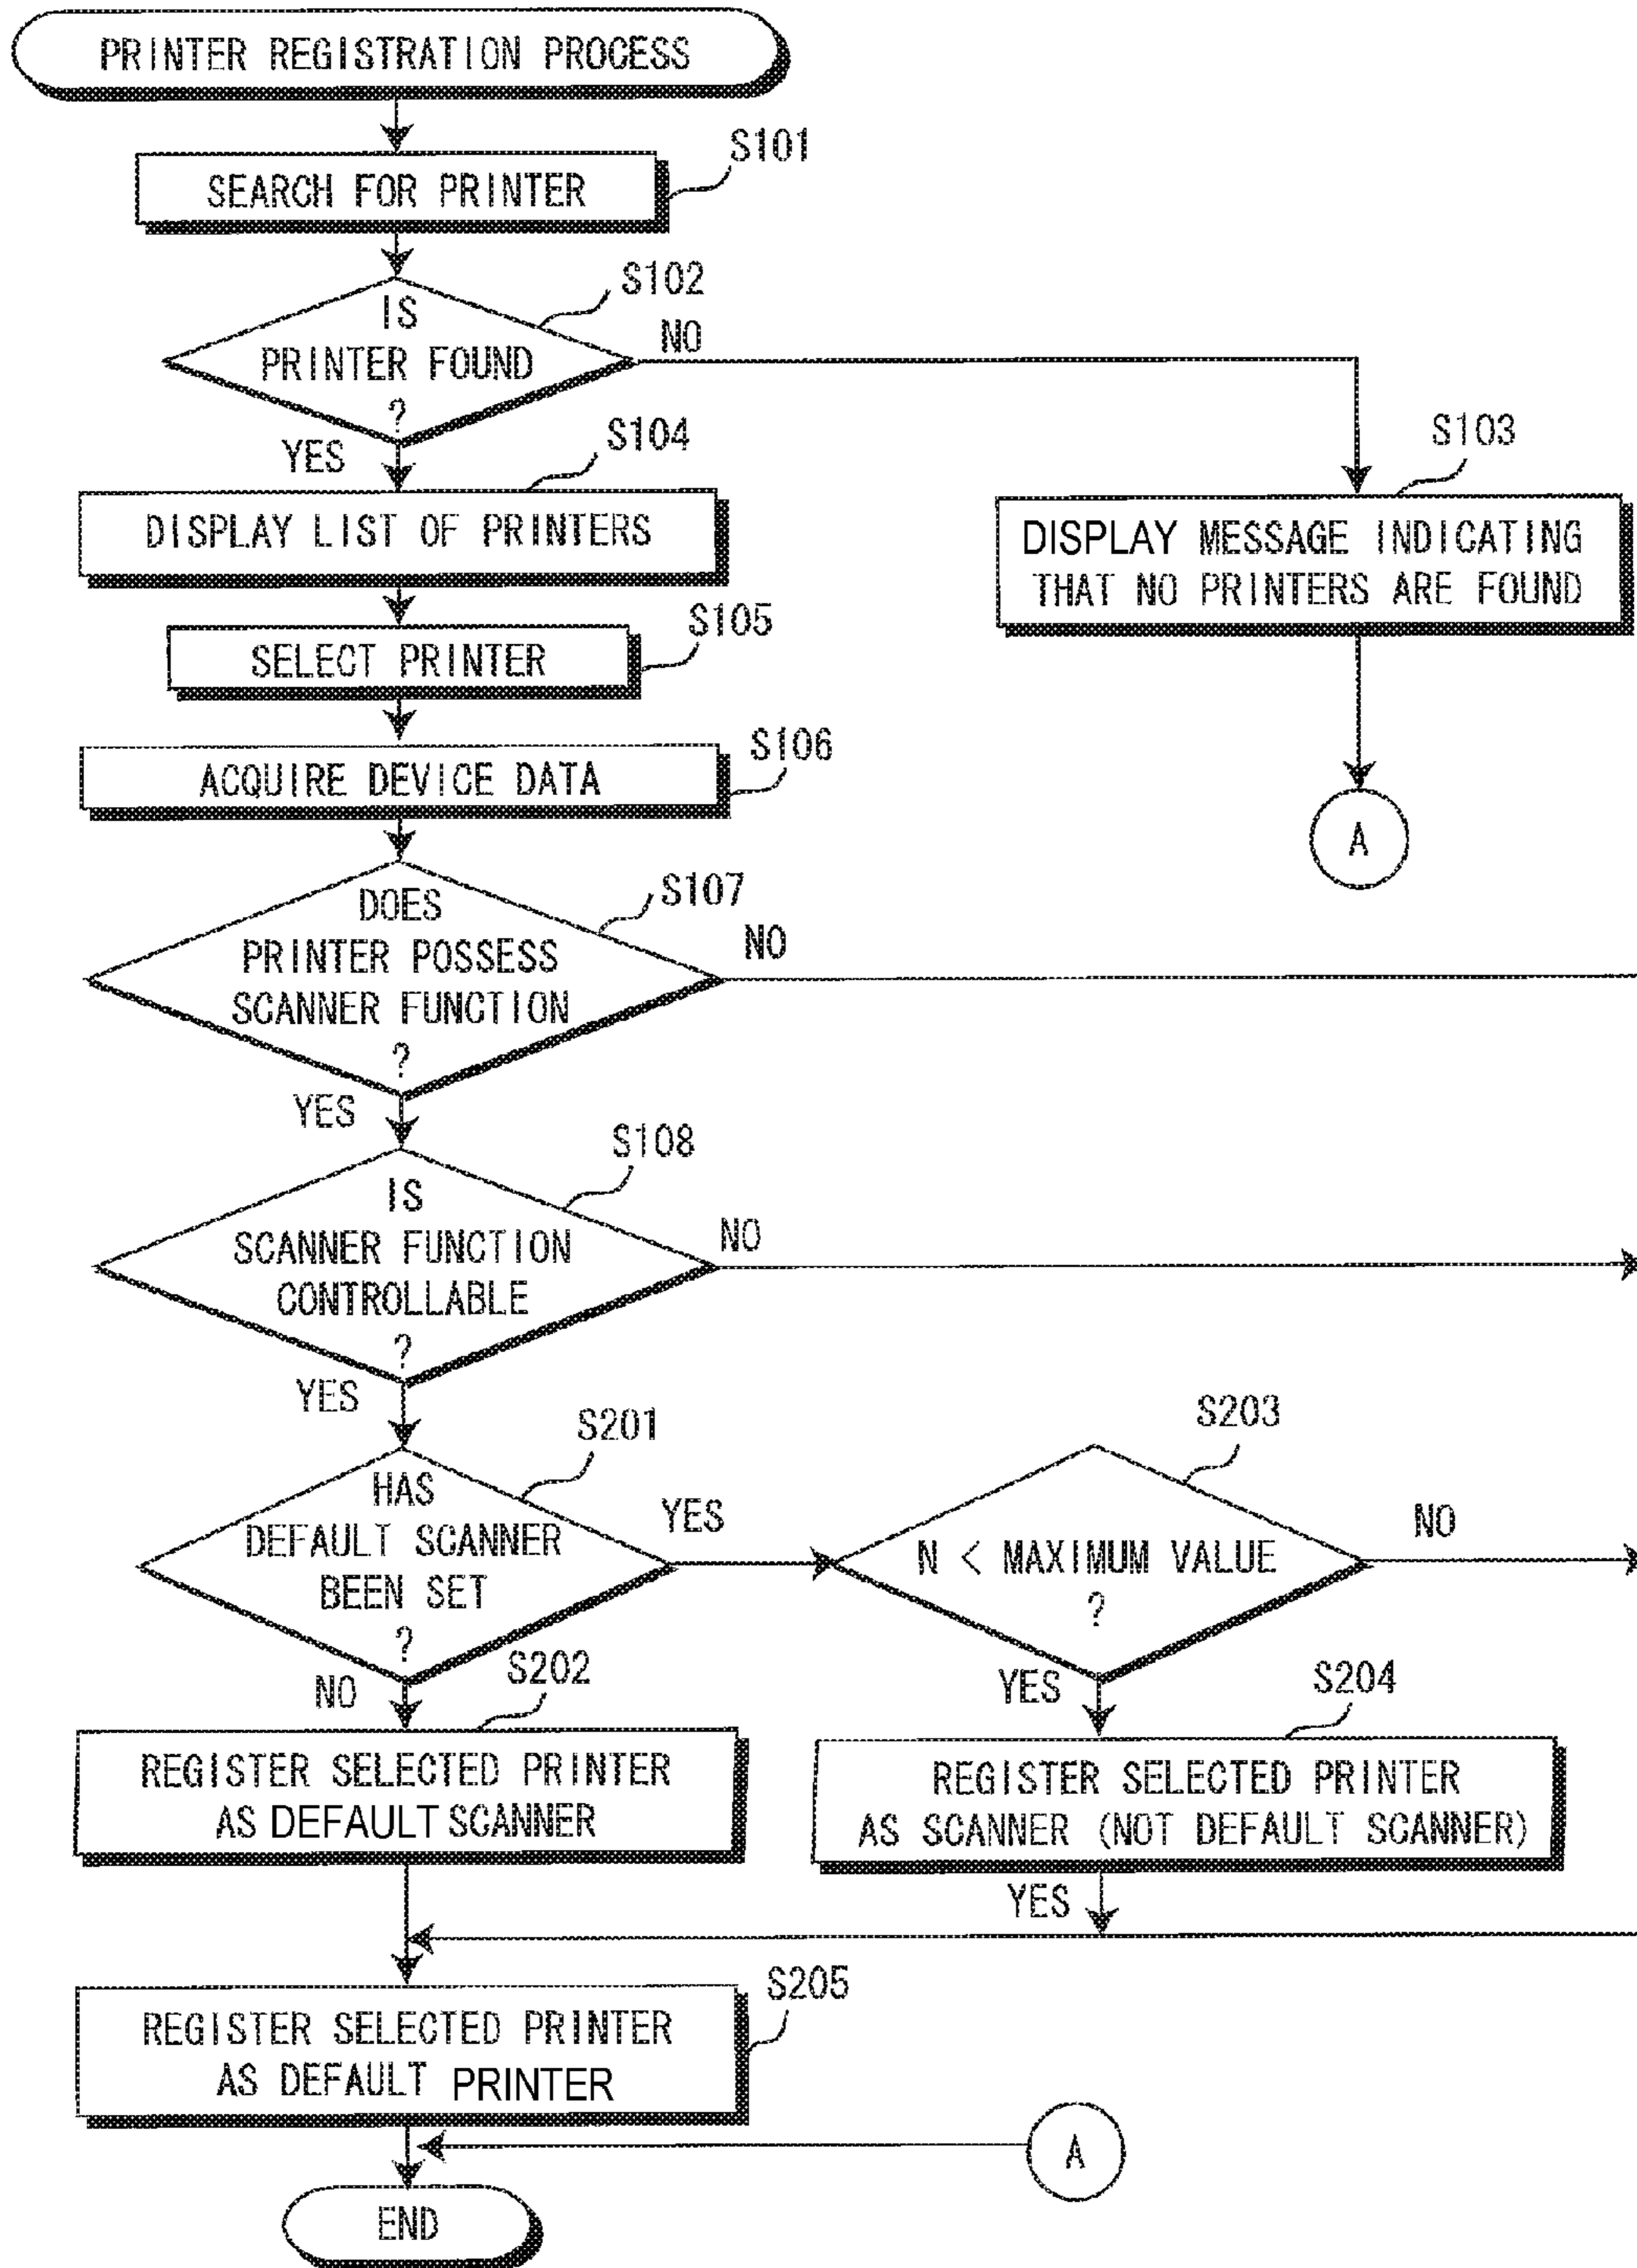 PRINTER REGISTRATION PROCESS
S101
SEARCH FOR PRINTER
S102
IS
PRINTER FOUND
?
NO
YES
S104
DISPLAY LIST OF PRINTERS
S103
DISPLAY MESSAGE INDICATING
THAT NO PRINTERS ARE FOUND
S105
SELECT PRINTER
S106
ACQUIRE DEVICE DATA
A
S107
DOES
PRINTER POSSESS
SCANNER FUNCTION
?
NO
YES
S108
IS
SCANNER FUNCTION
CONTROLLABLE
?
NO
YES
S201
HAS
DEFAULT SCANNER
BEEN SET
?
YES
S203
N < MAXIMUM VALUE
?
NO
NO
S202
REGISTER SELECTED PRINTER
AS DEFAULT SCANNER
YES
S204
REGISTER SELECTED PRINTER
AS SCANNER (NOT DEFAULT SCANNER)
YES
S205
REGISTER SELECTED PRINTER
AS DEFAULT PRINTER
A
END